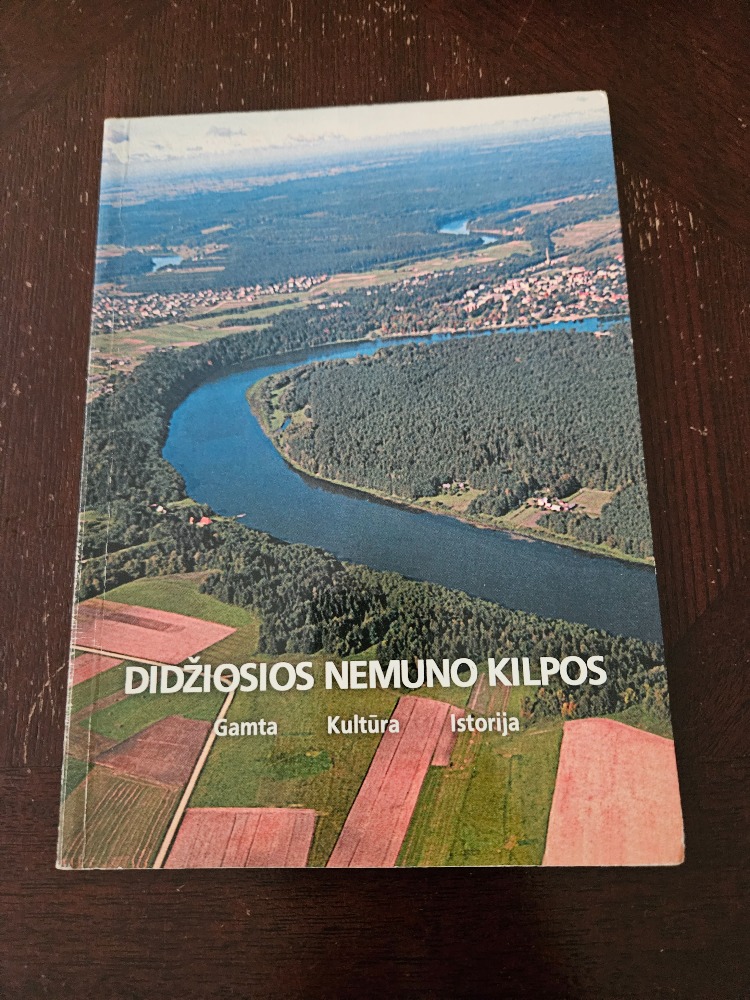 DIDŽIOSIOS NEMUNO KILPOS
Gamta Kultūra Istorija